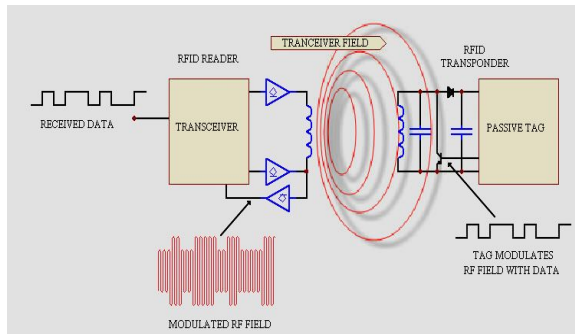 TRANCEIVER FIELD
RFID READER
RFID
TRANSPONDER
RECEIVED DATA
TRANSCEIVER
PASSIVE TAG
TAG MODULATES
RF FIELD WITH DATA
MODULATED RF FIELD